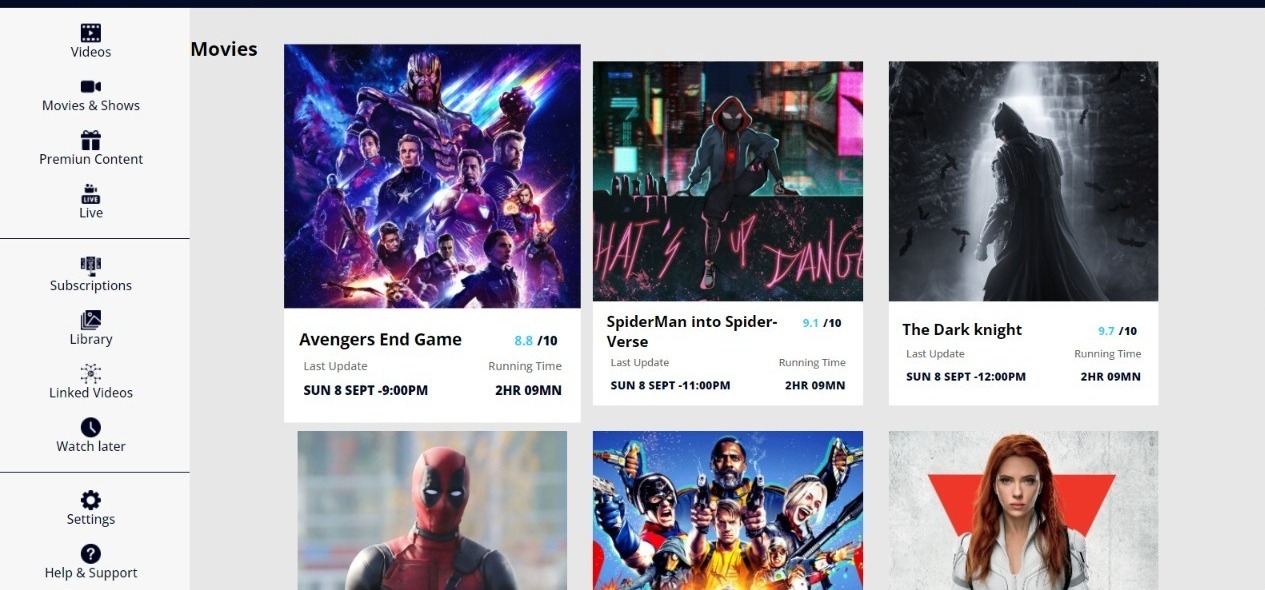 Videos
Movies & Shows
Premiun Content
LIVE
Live
Subscriptions
Library
Linked Videos
Watch later
Settings
Help & Support
Movies
Avengers End Game 8.8 /10
Last Update Running Time
SUN 8 SEPT -9:00PM 2HR 09MN
HAT'S UP DANGE
SpiderMan into Spider-
Verse
9.1 /10
Last Update Running Time
SUN 8 SEPT -11:00PM 2HR 09MN
The Dark knight 9.7 /10
Last Update Running Time
SUN 8 SEPT -12:00PM 2HR 09MN